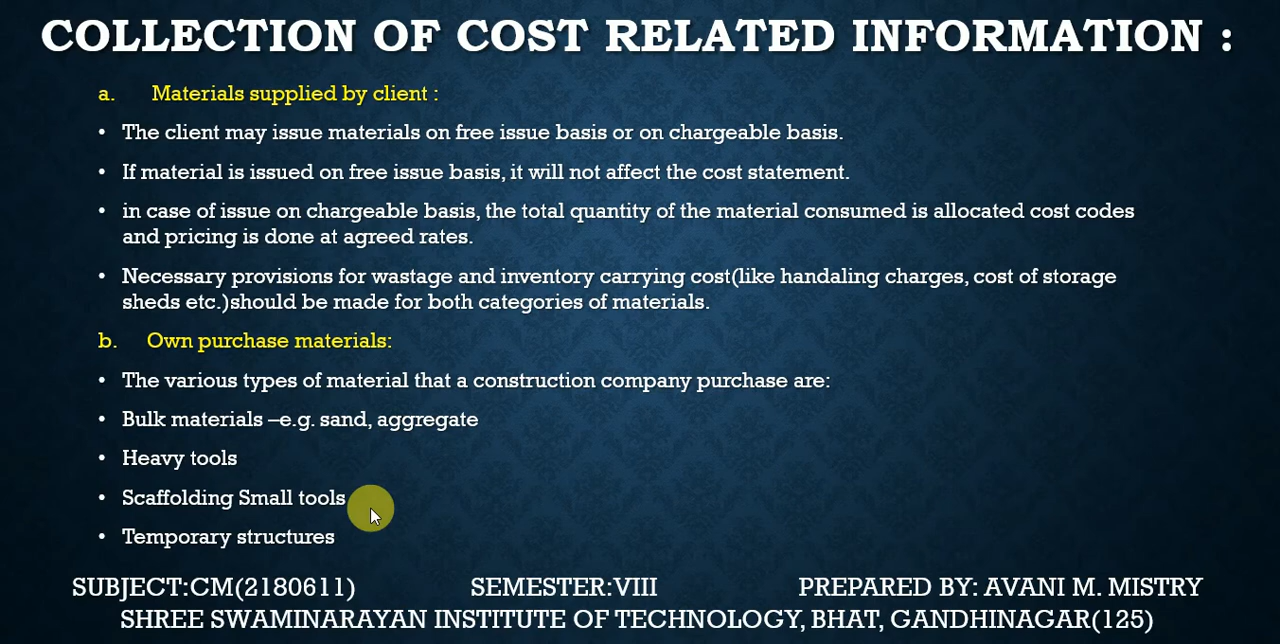 COLLECTION OF COST RELATED INFORMATION :
a. Materials supplied by client :
• The client may issue materials on free issue basis or on chargeable basis.
• If material is issued on free issue basis, it will not affect the cost statement.
• in case of issue on chargeable basis, the total quantity of the material consumed is allocated cost codes
and pricing is done at agreed rates.
• Necessary provisions for wastage and inventory carrying cost(like handaling charges, cost of storage
sheds etc.)should be made for both categories of materials.
b. Own purchase materials:
• The various types of material that a construction company purchase are:
• Bulk materials –e.g. sand, aggregate
• Heavy tools
• Scaffolding Small tools
• Temporary structures
SUBJECT:CM(2180611) SEMESTER:VIII PREPARED BY: AVANI M. MISTRY
SHREE SWAMINARAYAN INSTITUTE OF TECHNOLOGY, BHAT, GANDHINAGAR(125)